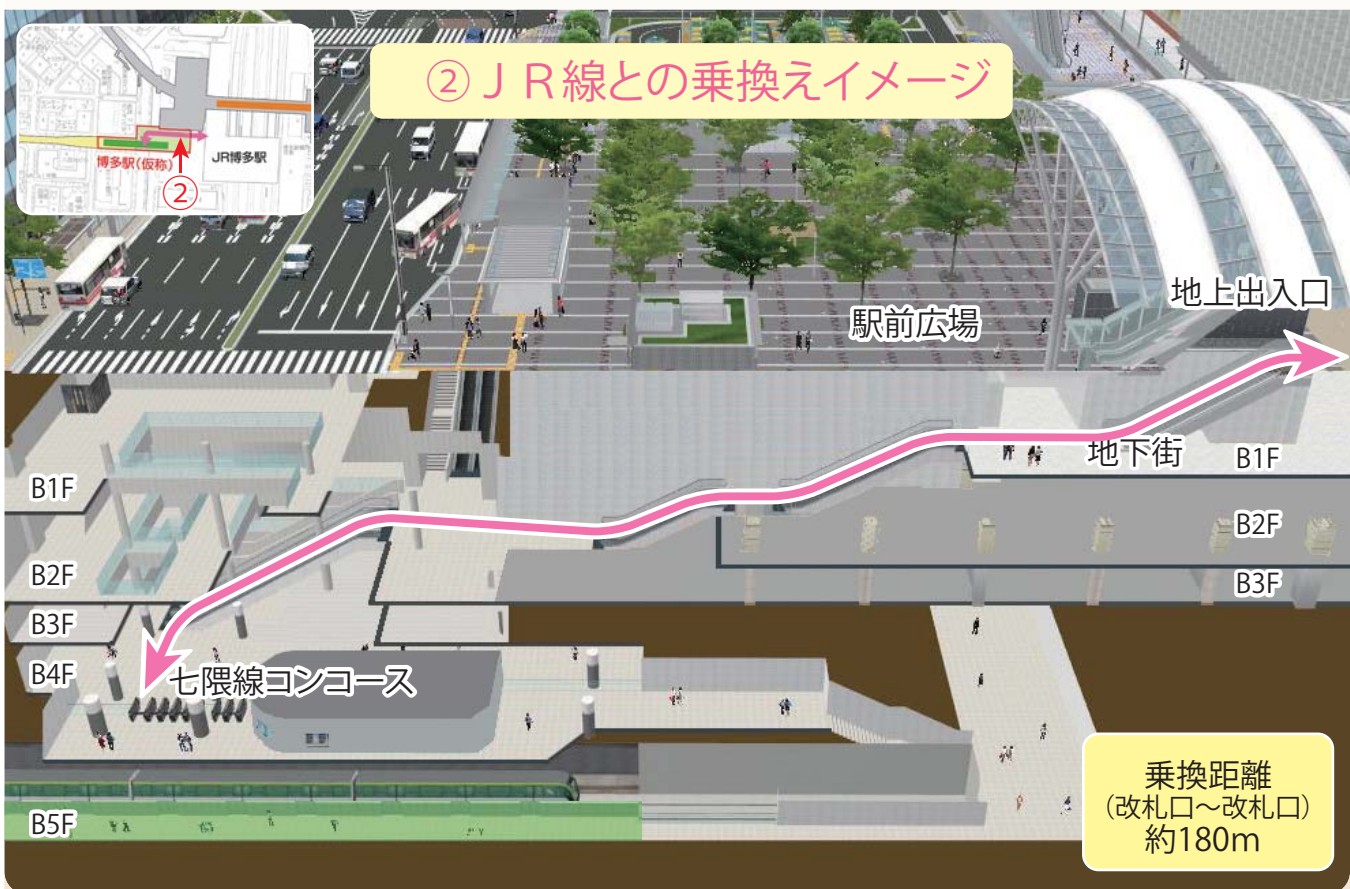 ② ＪＲ線との乗換えイメージ
博多駅(仮称)
②
JR博多駅
地上出入口
駅前広場
地下街
B1F
B1F
B2F
B2F
B3F
B3F
B4F
七隈線コンコース
B5F
乗換距離
(改札口～改札口)
約180m